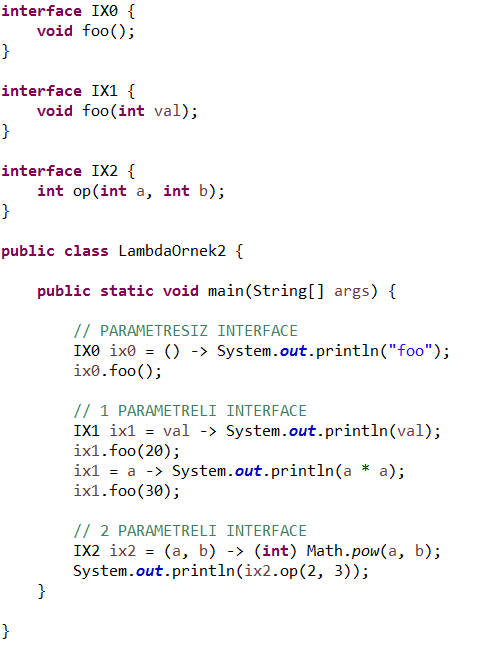 interface IX0 {
    void foo();
}

interface IX1 {
    void foo(int val);
}

interface IX2 {
    int op(int a, int b);
}

public class LambdaOrnek2 {

    public static void main(String[] args) {

        // PARAMETRESIZ INTERFACE
        IX0 ix0 = () -> System.out.println("foo");
        ix0.foo();

        // 1 PARAMETRELI INTERFACE
        IX1 ix1 = val -> System.out.println(val);
        ix1.foo(20);
        ix1 = a -> System.out.println(a * a);
        ix1.foo(30);

        // 2 PARAMETRELI INTERFACE
        IX2 ix2 = (a, b) -> (int) Math.pow(a, b);
        System.out.println(ix2.op(2, 3));
    }

}